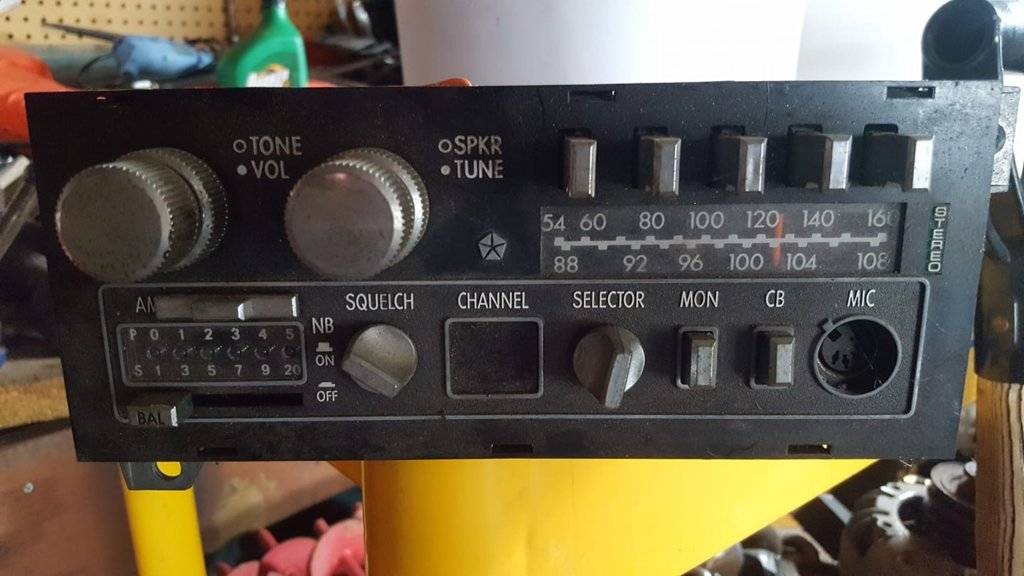 TONE
VOL
SPKR
TUNE
54 60 80 100 120 140 160
88 92 96 100 104 108
STEREO
AM
SQUELCH CHANNEL SELECTOR MON CB MIC
P 0 1 2 3 4 5
S 1 3 5 7 9 20
NB
ON
OFF
BAL